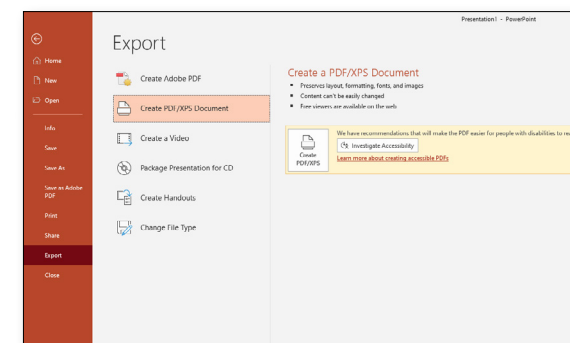 Presentation1 - PowerPoint
Export
Home
New
Open
Info
Save
Save As
Save as Adobe
PDF
Print
Share
Export
Close
Create Adobe PDF
Create PDF/XPS Document
Create a Video
Package Presentation for CD
Create Handouts
Change File Type
Create a PDF/XPS Document
Preserves layout, formatting, fonts, and images
Content can't be easily changed
Free viewers are available on the web
Create
PDF/XPS
We have recommendations that will make the PDF easier for people with disabilities to
Investigate Accessibility
Learn more about creating accessible PDFs